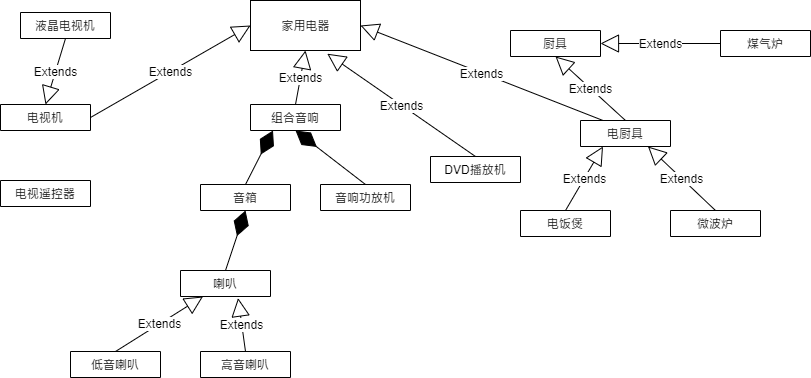 液晶电视机
家用电器
厨具
煤气炉
Extends
Extends
Extends
Extends
Extends
Extends
Extends
Extends
电视机
组合音响
电厨具
DVD播放机
Extends
Extends
电视遥控器
音箱
音响功放机
电饭煲
微波炉
喇叭
Extends
Extends
低音喇叭
高音喇叭